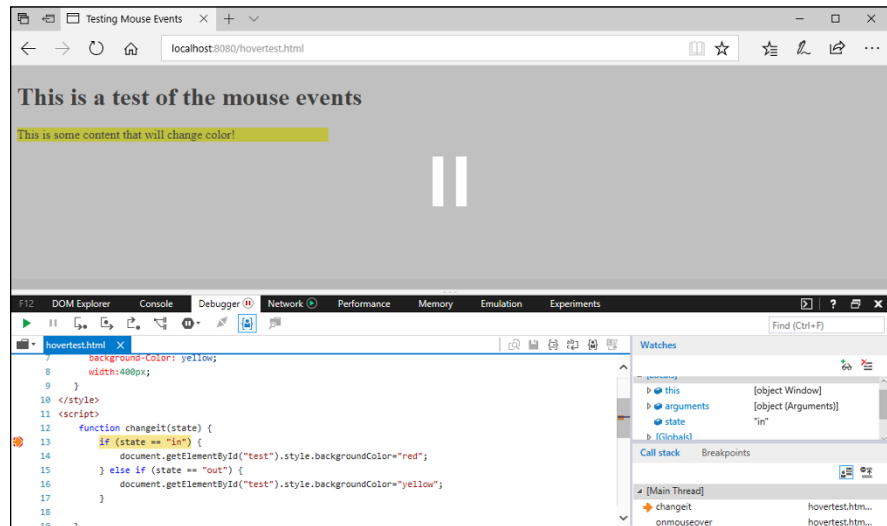 Testing Mouse Events
localhost:8080/hovertest.html
This is a test of the mouse events
This is some content that will change color!
F12 DOM Explorer Console Debugger Network Performance Memory Emulation Experiments ?
Find (Ctrl+F)
hovertest.html
Watches
7 background-Color: yellow;
8 width:400px;
9 }
10 </style>
11 <script>
12 function changeit(state) {
13 if (state == "in") {
14 document.getElementById("test").style.backgroundColor="red";
15 } else if (state == "out") {
16 document.getElementById("test").style.backgroundColor="yellow";
17 }
18
[Locals]
this [object Window]
arguments [object (Arguments)]
state "in"
[Globals]
Call stack Breakpoints
[Main Thread]
changeit hovertest.htm...
onmouseover hovertest.htm...